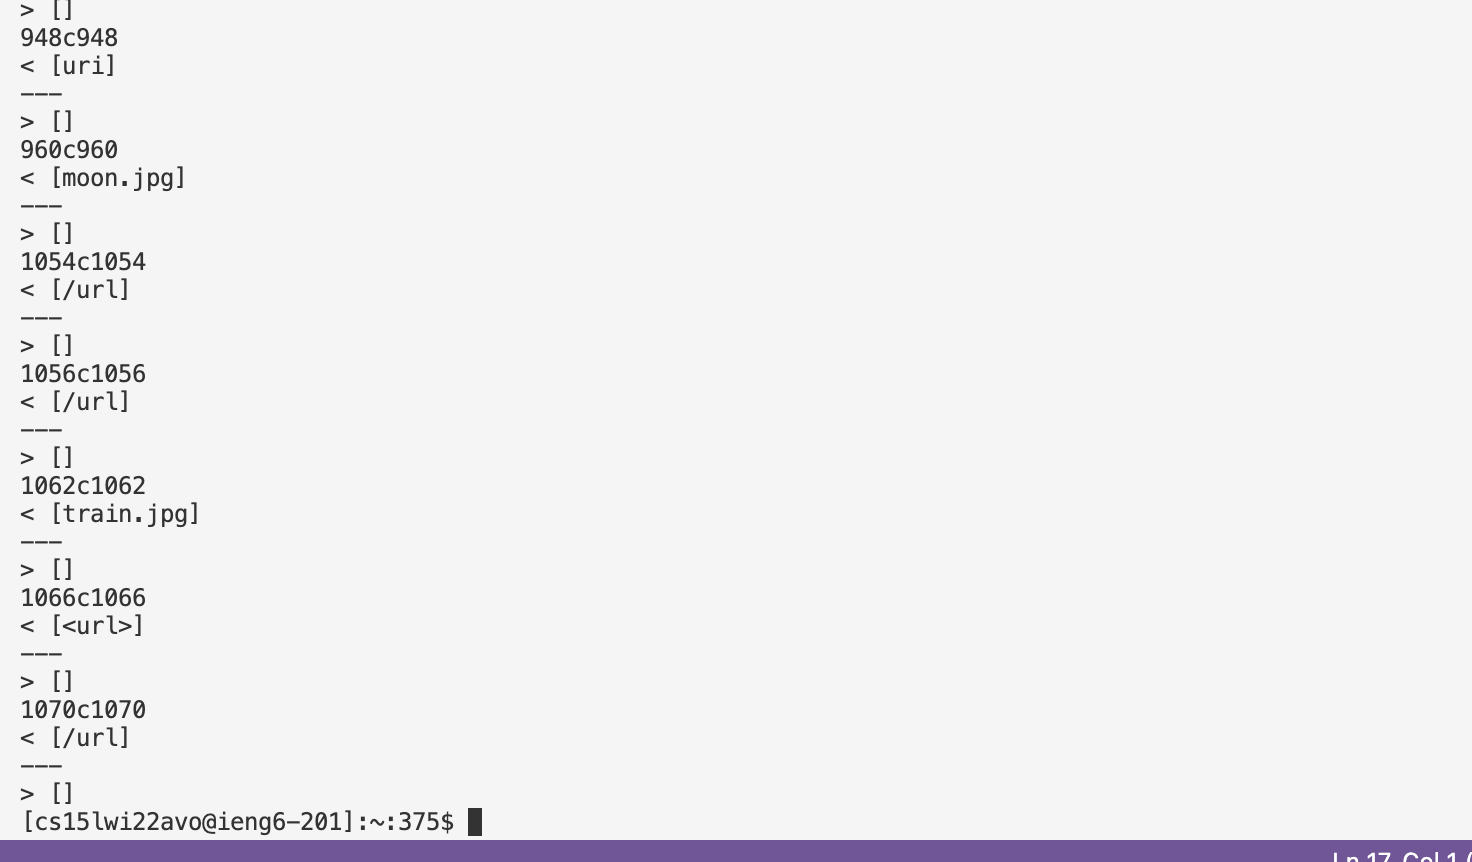 > []
948c948
< [uri]
---
> []
960c960
< [moon.jpg]
---
> []
1054c1054
< [/url]
---
> []
1056c1056
< [/url]
---
> []
1062c1062
< [train.jpg]
---
> []
1066c1066
< [<url>]
---
> []
1070c1070
< [/url]
---
> []
[cs15lwi22avo@ieng6-201]:~:375$
Ln 17, Col 1